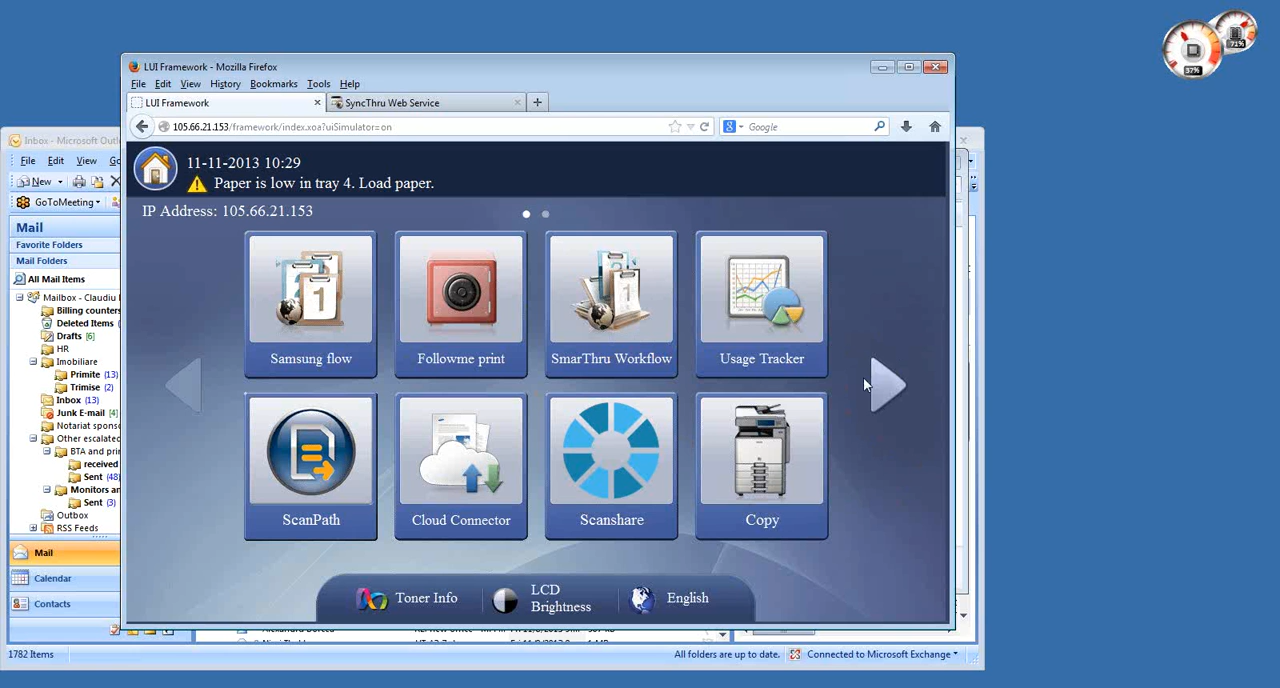 LUI Framework - Mozilla Firefox
File Edit View History Bookmarks Tools Help
LUI Framework
SyncThru Web Service
105.66.21.153/framework/index.xoa?uiSimulator=on
Google
11-11-2013 10:29
Paper is low in tray 4. Load paper.
IP Address: 105.66.21.153
Samsung flow
Followme print
SmarThru Workflow
Usage Tracker
ScanPath
Cloud Connector
Scanshare
Copy
Toner Info
LCD
Brightness
English
Inbox - Microsoft Outl
File Edit View
New
GoToMeeting
Mail
Favorite Folders
Mail Folders
All Mail Items
Mailbox - Claudiu
Billing counters
Deleted Items
Drafts [6]
HR
Imobiliare
Primite (13)
Trimise (2)
Inbox (13)
Junk E-mail [4]
Notariat spons
Other escalated
BTA and pri
received
Sent (48)
Monitors an
Sent (3)
Outbox
RSS Feeds
Mail
Calendar
Contacts
1782 Items
All folders are up to date.
Connected to Microsoft Exchange
37%
71%